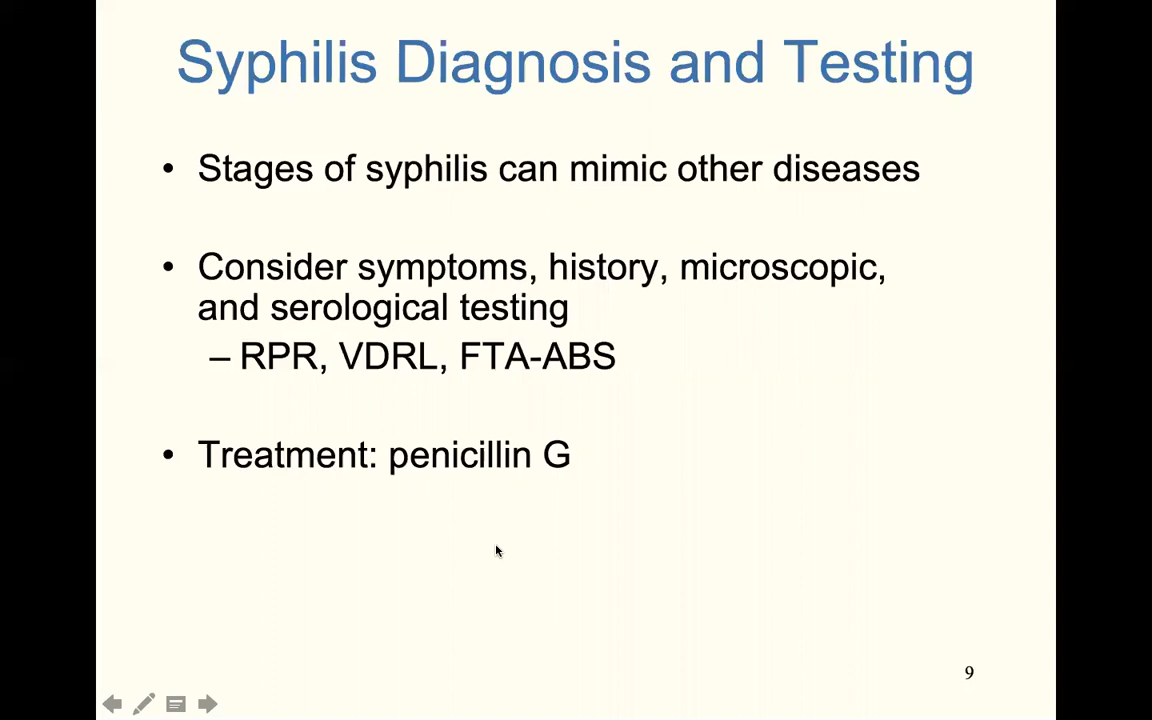 Syphilis Diagnosis and Testing
• Stages of syphilis can mimic other diseases
• Consider symptoms, history, microscopic,
and serological testing
– RPR, VDRL, FTA-ABS
• Treatment: penicillin G
9